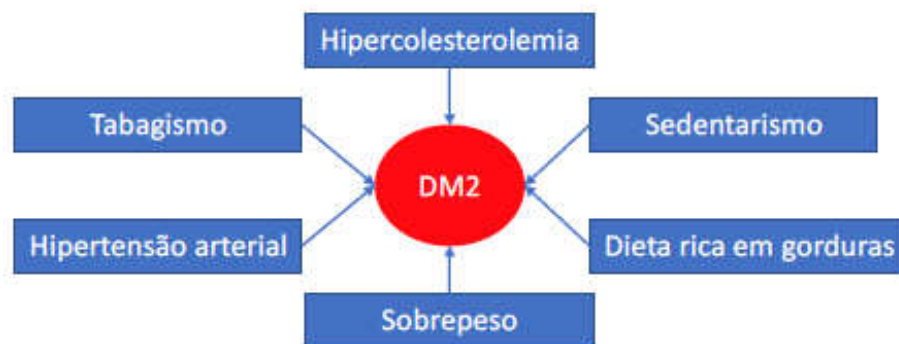 Hipercolesterolemia
Tabagismo
Sedentarismo
DM2
Hipertensão arterial
Dieta rica em gorduras
Sobrepeso